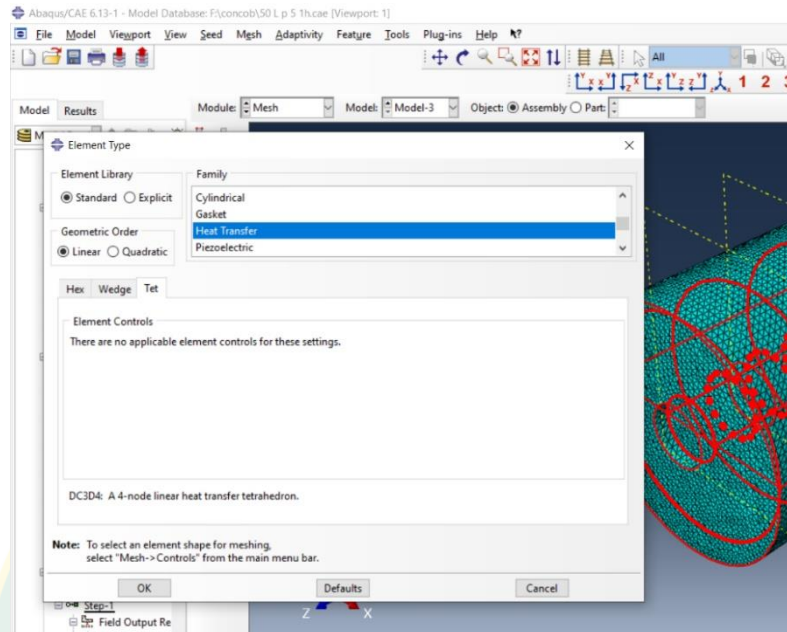 Abaqus/CAE 6.13-1 - Model Database: F:\concob\50 L p 5 1h.cae [Viewport: 1]
File Model Viewport View Seed Mesh Adaptivity Feature Tools Plug-ins Help
All
1 2
Model Results Module: Mesh Model: Model-3 Object: Assembly Part:
Element Type
Element Library
Standard Explicit
Geometric Order
Linear Quadratic
Family
Cylindrical
Gasket
Heat Transfer
Piezoelectric
Hex Wedge Tet
Element Controls
There are no applicable element controls for these settings.
DC3D4: A 4-node linear heat transfer tetrahedron.
Note: To select an element shape for meshing,
select "Mesh->Controls" from the main menu bar.
OK Defaults Cancel
Step-1
Field Output Re
Z X